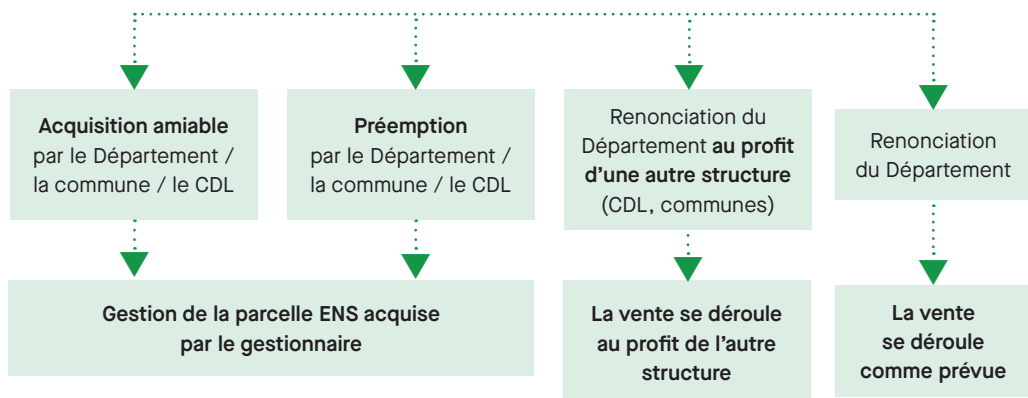 Acquisition amiable
par le Département /
la commune / le CDL
Préemption
par le Département /
la commune / le CDL
Renonciation du
Département au profit
d'une autre structure
(CDL, communes)
Renonciation
du Département
Gestion de la parcelle ENS acquise
par le gestionnaire
La vente se déroule
au profit de l'autre
structure
La vente
se déroule
comme prévue